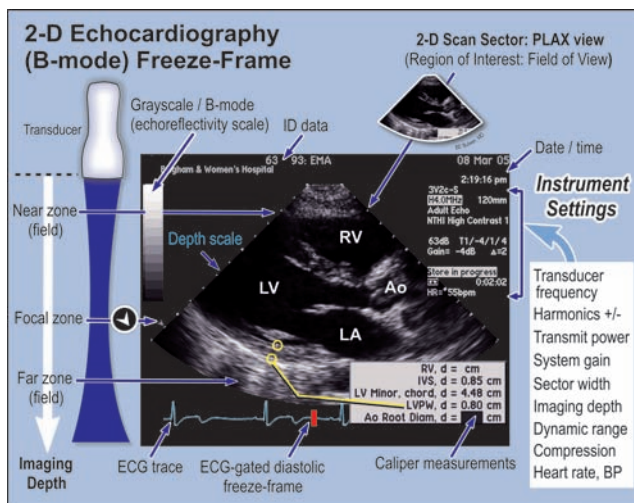 2-D Echocardiography
(B-mode) Freeze-Frame
2-D Scan Sector: PLAX view
(Region of Interest: Field of View)
Transducer
Grayscale / B-mode
(echoreflectivity scale)
ID data
Date / time
63 93: EMA
08 Mar 05
& Women's Hospital
2:19:16 pm
3V2c-S
H4.0MHz 120mm
Adult Echo
NTHI High Contrast 1
63dB T1/-4/1/4
Gain= -4dB Δ=2
Store in progress
0:02:02
HR= 55bpm
Instrument
Settings
Near zone
(field)
Depth scale
RV
LV
Ao
LA
Focal zone
Far zone
(field)
Transducer
frequency
Harmonics +/-
Transmit power
System gain
Sector width
Imaging depth
Dynamic range
Compression
Heart rate, BP
RV, d = cm
IVS, d = 0.85 cm
LV Minor, chord, d = 4.48 cm
LVPW, d = 0.80 cm
Ao Root Diam, d = cm
Imaging
Depth
ECG trace
ECG-gated diastolic
freeze-frame
Caliper measurements